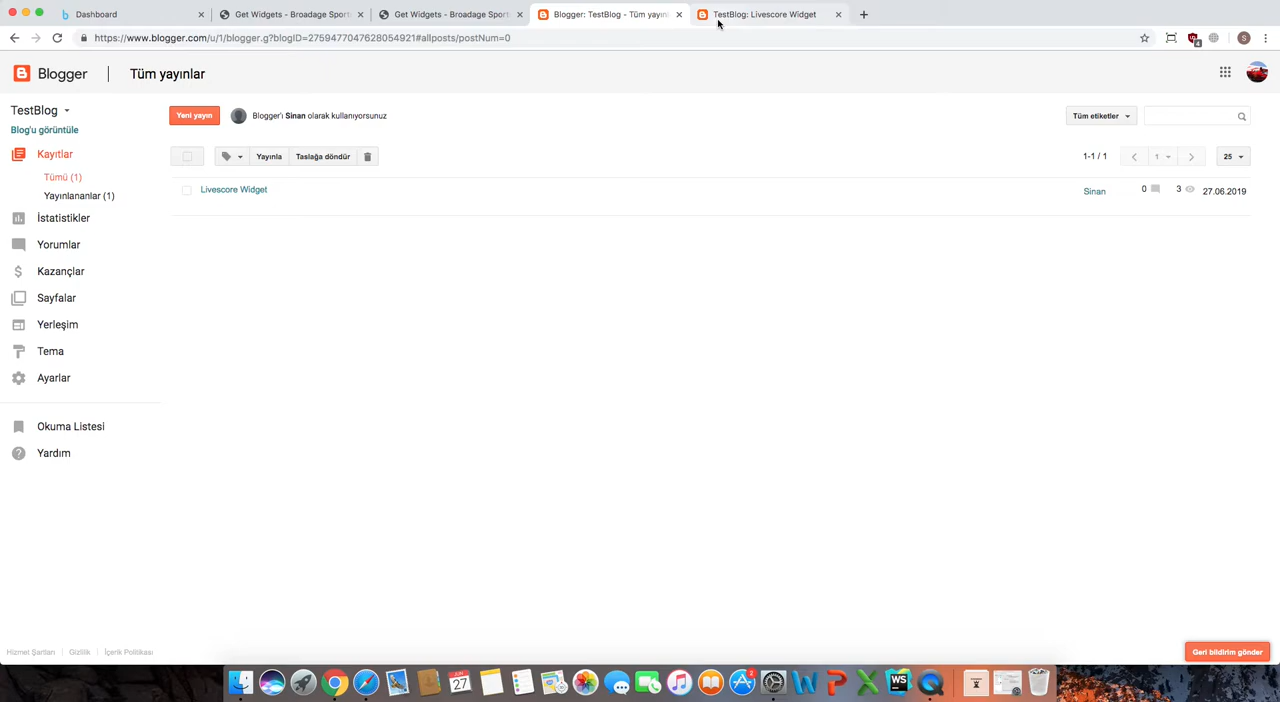 Dashboard
Get Widgets - Broadage Sport
Get Widgets - Broadage Sport
Blogger: TestBlog - Tüm yayın
TestBlog: Livescore Widget
https://www.blogger.com/u/1/blogger.g?blogID=2759477047628054921#allposts/postNum=0
4
S
Blogger
Tüm yayınlar
TestBlog
Blog'u görüntüle
Yeni yayın
Blogger'ı Sinan olarak kullanıyorsunuz
Tüm etiketler
Yayınla
Taslağa döndür
1-1 / 1
1
25
Kayıtlar
Tümü (1)
Yayınlananlar (1)
Livescore Widget
Sinan
0
3
27.06.2019
İstatistikler
Yorumlar
Kazançlar
Sayfalar
Yerleşim
Tema
Ayarlar
Okuma Listesi
Yardım
Hizmet Şartları
Gizlilik
İçerik Politikası
Geri bildirim gönder
27
WS